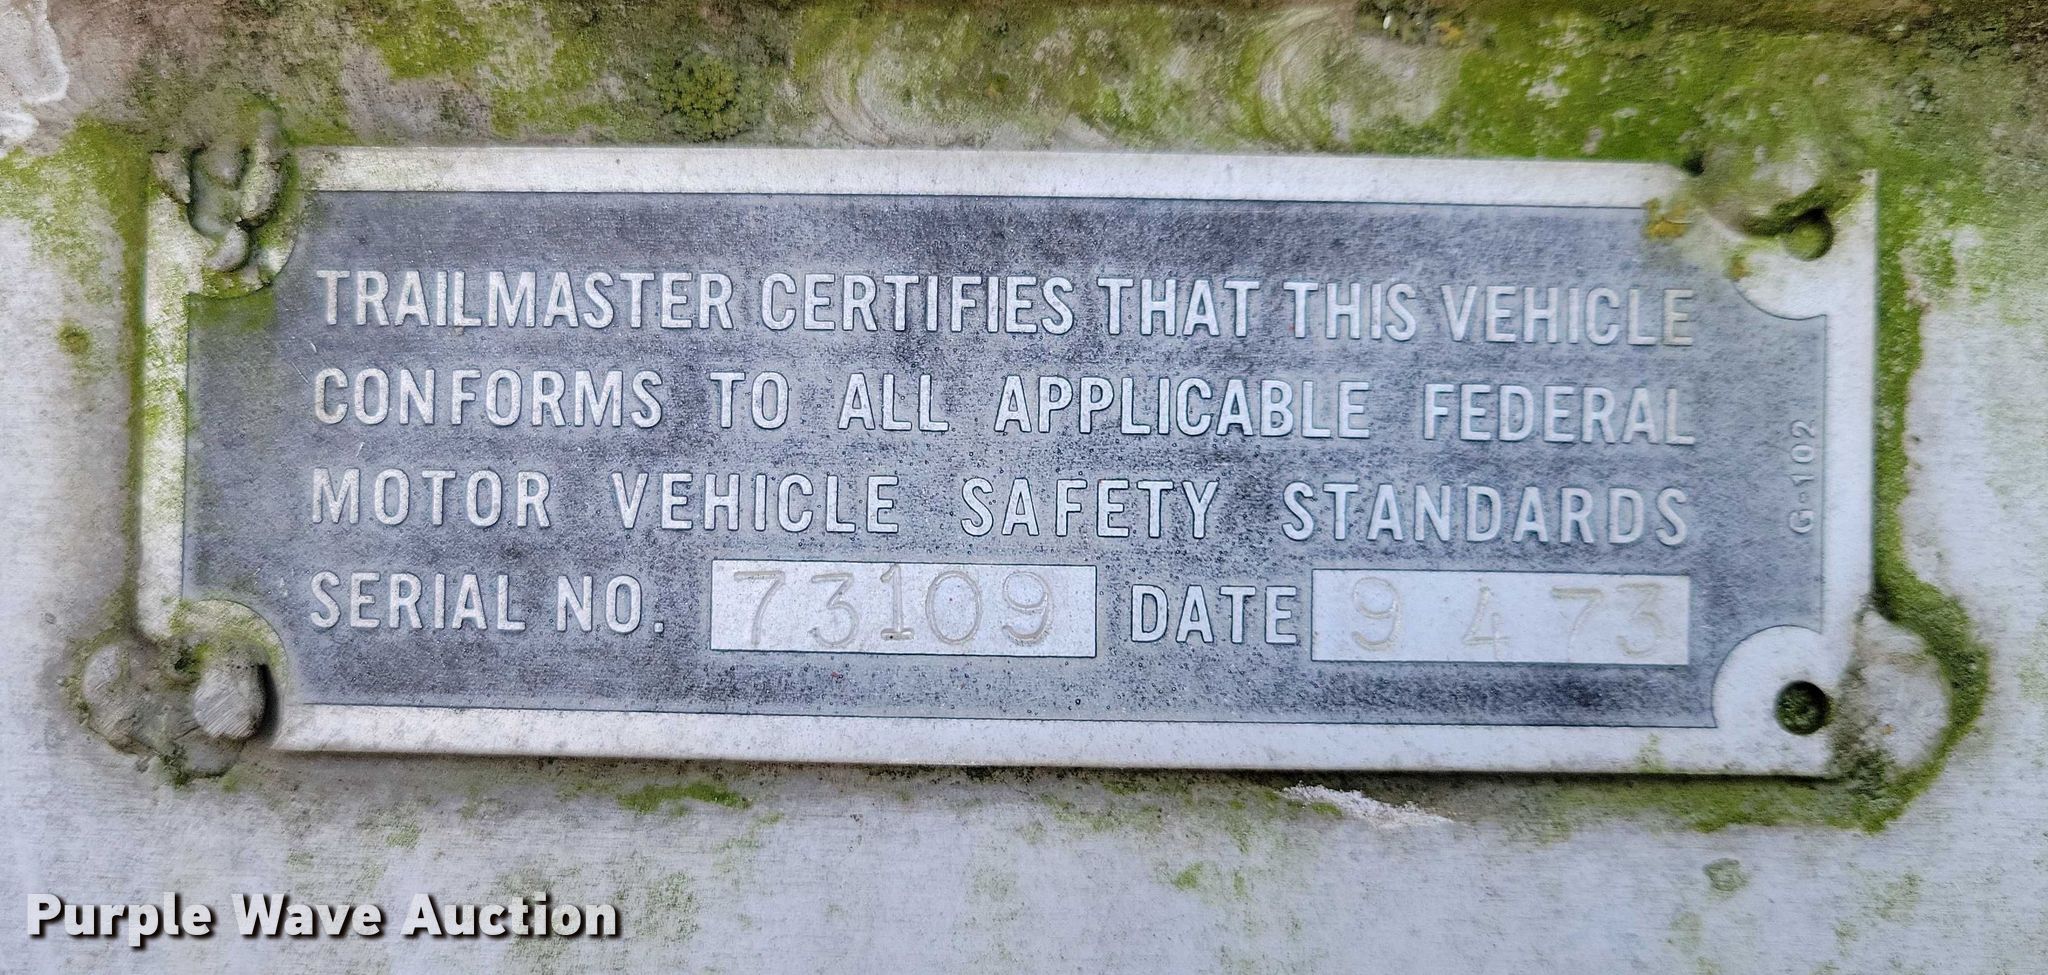 TRAILMASTER CERTIFIES THAT THIS VEHICLE
CONFORMS TO ALL APPLICABLE FEDERAL
MOTOR VEHICLE SAFETY STANDARDS
SERIAL NO. 73109 DATE 9 4 73
G-102
Purple Wave Auction